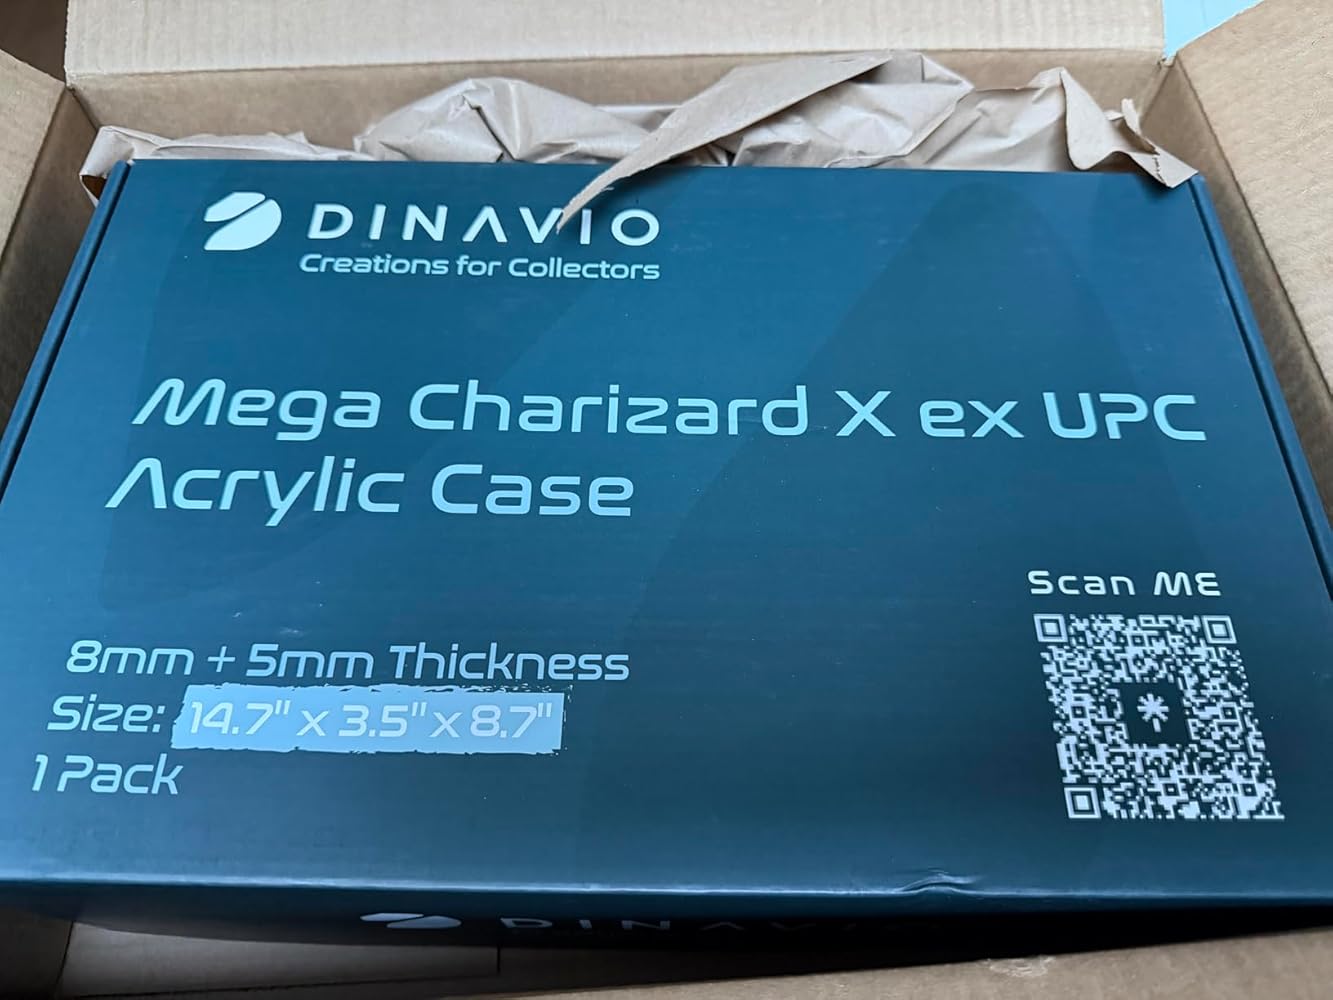 DINAVIO
Creations for Collectors
Mega Charizard X ex UPC
Acrylic Case
Scan ME
8mm + 5mm Thickness
Size: 14.7" x 3.5" x 8.7"
1 Pack
DINAVIO